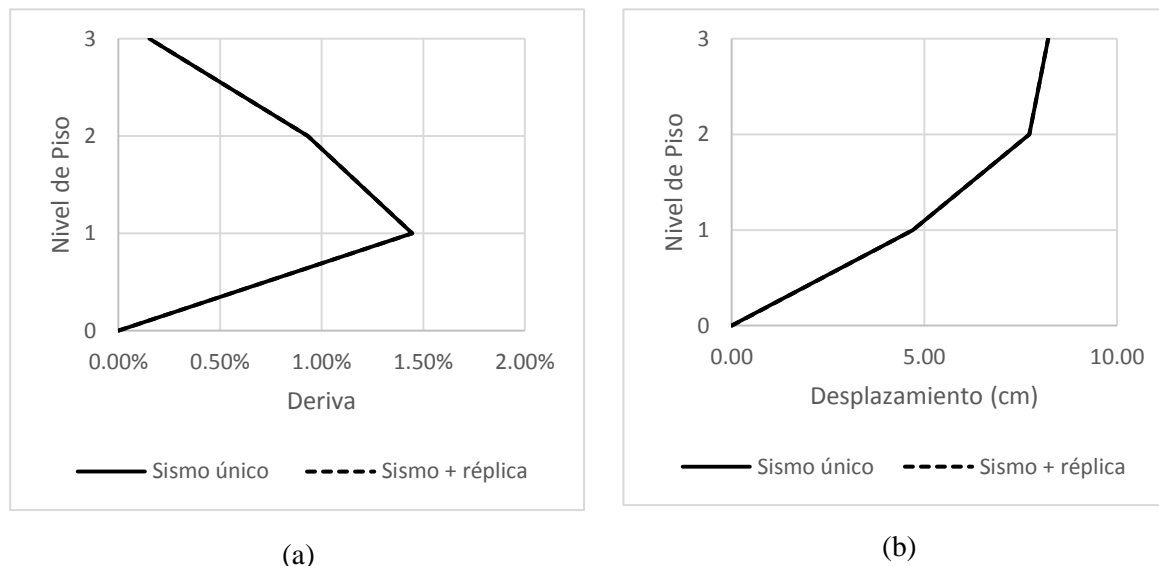 3
2
1
0
Nivel de Piso
0.00% 0.50% 1.00% 1.50% 2.00%
Deriva
Sismo único Sismo + réplica
(a)
3
2
1
0
Nivel de Piso
0.00 5.00 10.00
Desplazamiento (cm)
Sismo único Sismo + réplica
(b)